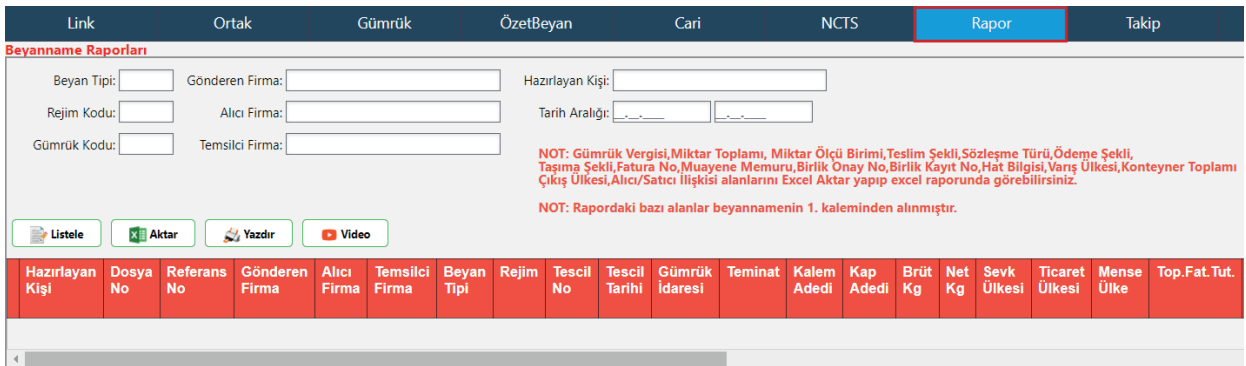 Link Ortak Gümrük ÖzetBeyan Cari NCTS Rapor Takip
Beyanname Raporları
Beyan Tipi: Gönderen Firma: Hazırlayan Kişi:
Rejim Kodu: Alıcı Firma: Tarih Aralığı: __.__.____ __.__.____
Gümrük Kodu: Temsilci Firma:
NOT: Gümrük Vergisi,Miktar Toplamı, Miktar Ölçü Birimi,Teslim Şekli,Sözleşme Türü,Ödeme Şekli,
Taşıma Şekli,Fatura No,Muayene Memuru,Birlik Onay No,Birlik Kayıt No,Hat Bilgisi,Varış Ülkesi,Konteyner Toplamı
Çıkış Ülkesi,Alıcı/Satıcı İlişkisi alanlarını Excel Aktar yapıp excel raporunda görebilirsiniz.
NOT: Rapordaki bazı alanlar beyannamenin 1. kaleminden alınmıştır.
Listele Aktar Yazdır Video
Hazırlayan Dosya Referans Gönderen Alıcı Temsilci Beyan Rejim Tescil Tescil Gümrük Teminat Kalem Kap Brüt Net Sevk Ticaret Mense Top.Fat.Tut.
Kişi No No Firma Firma Firma Tipi No Tarihi İdaresi Adedi Adedi Kg Kg Ülkesi Ülkesi Ülke